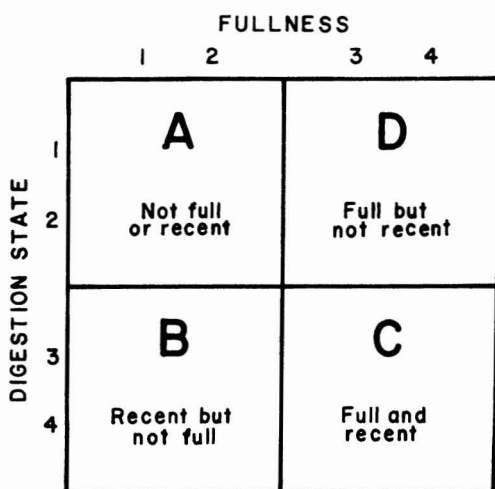 FULLNESS
1 2 3 4
1
A D
DIGESTION STATE
2
Not full Full but
or recent not recent
3
B C
4
Recent but Full and
not full recent